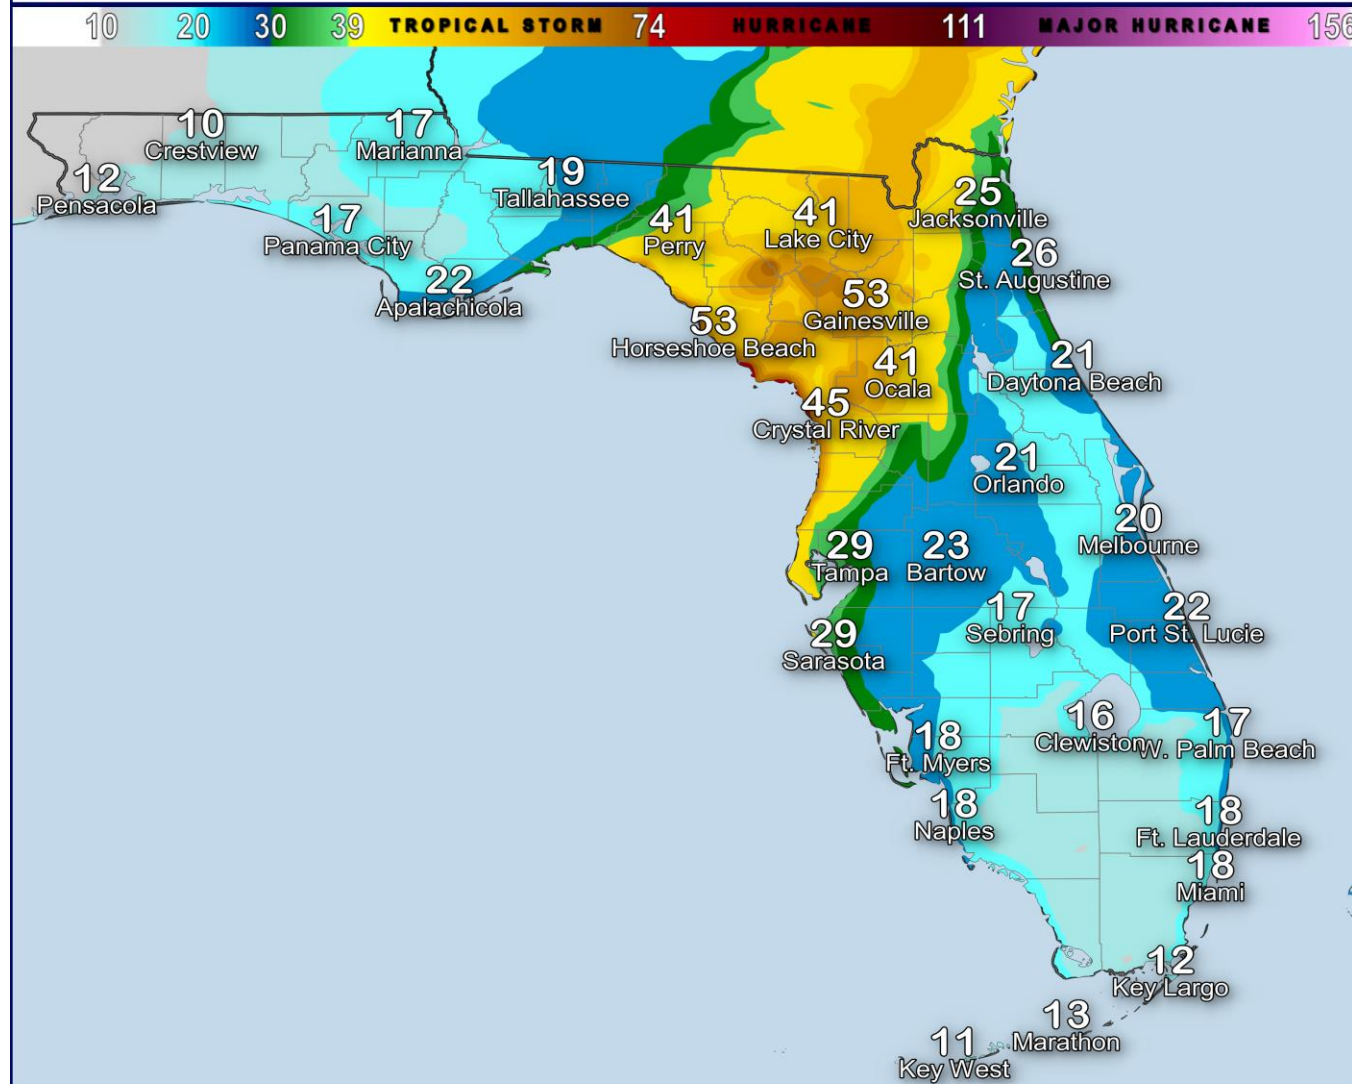 10 20 30 39 TROPICAL STORM 74 HURRICANE 111 MAJOR HURRICANE 156
10
Crestview
17
Marianna
12
Pensacola
19
Tallahassee
17
Panama City
22
Apalachicola
41
Perry
41
Lake City
25
Jacksonville
26
St. Augustine
53
Horseshoe Beach
53
Gainesville
41
Ocala
21
Daytona Beach
45
Crystal River
21
Orlando
20
Melbourne
29
Tampa
23
Bartow
17
Sebring
22
Port St. Lucie
29
Sarasota
18
Ft. Myers
16
Clewiston
17
W. Palm Beach
18
Naples
18
Ft. Lauderdale
18
Miami
12
Key Largo
13
Marathon
11
Key West